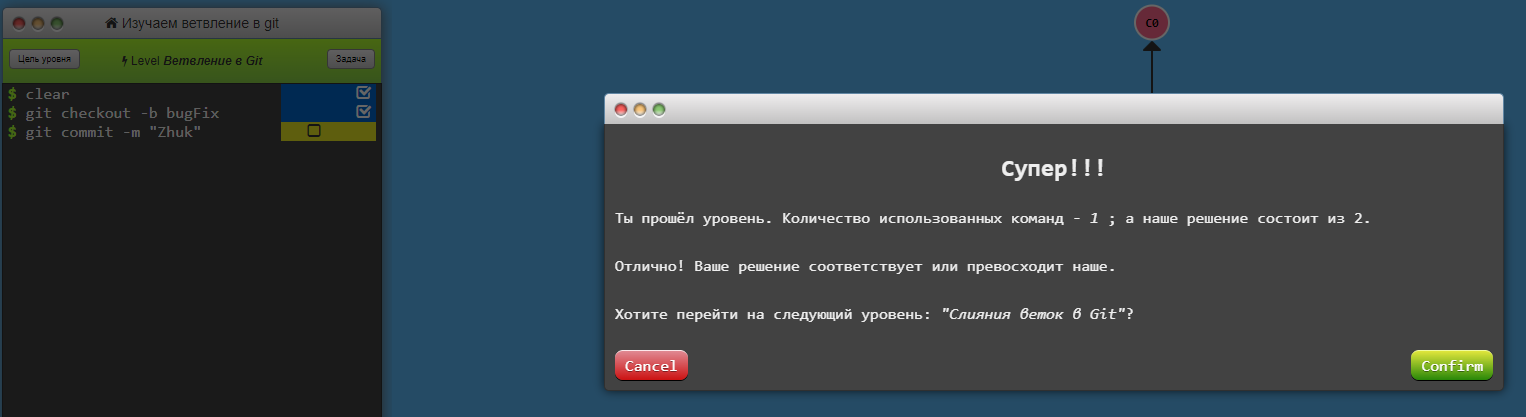 Изучаем ветвление в git
Цель уровня
Level Ветвление в Git
Задача
$ clear
$ git checkout -b bugFix
$ git commit -m "Zhuk"
C0
Супер!!!
Ты прошёл уровень. Количество использованных команд - 1 ; а наше решение состоит из 2.
Отлично! Ваше решение соответствует или превосходит наше.
Хотите перейти на следующий уровень: "Слияния веток в Git"?
Cancel
Confirm